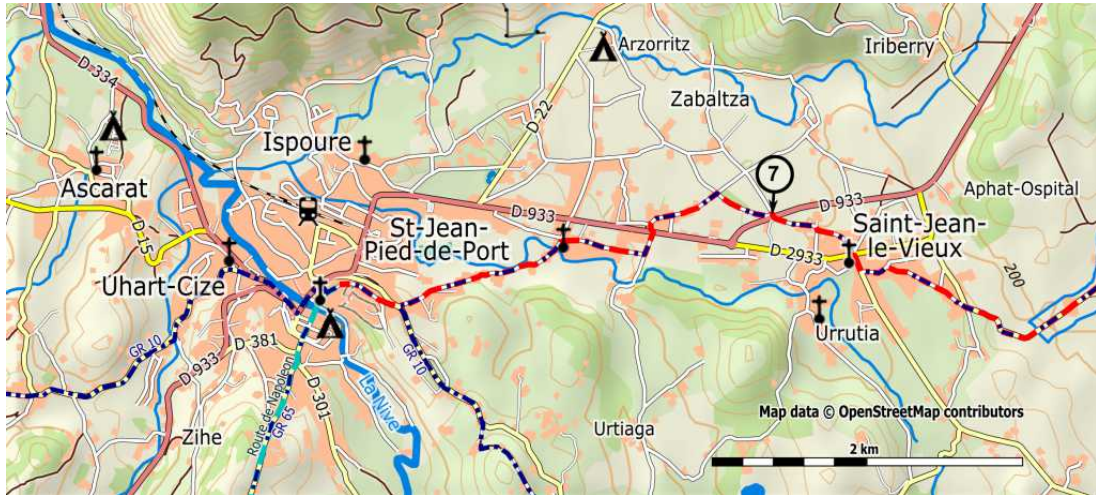 Arzorritz
Iriberry
D 334
D 22
Zabaltza
Ispoure
7
Ascarat
Aphat-Ospital
D 933
D 933
St-Jean-
Pied-de-Port
Saint-Jean-
le-Vieux
D 15
D 2933
200
Uhart-Cize
Urrutia
GR 10
D 933
D 381
GR 10
Route de Napoleon
GR 65
D-301
La Nive
Map data © OpenStreetMap contributors
Zihe
Urtiaga
2 km